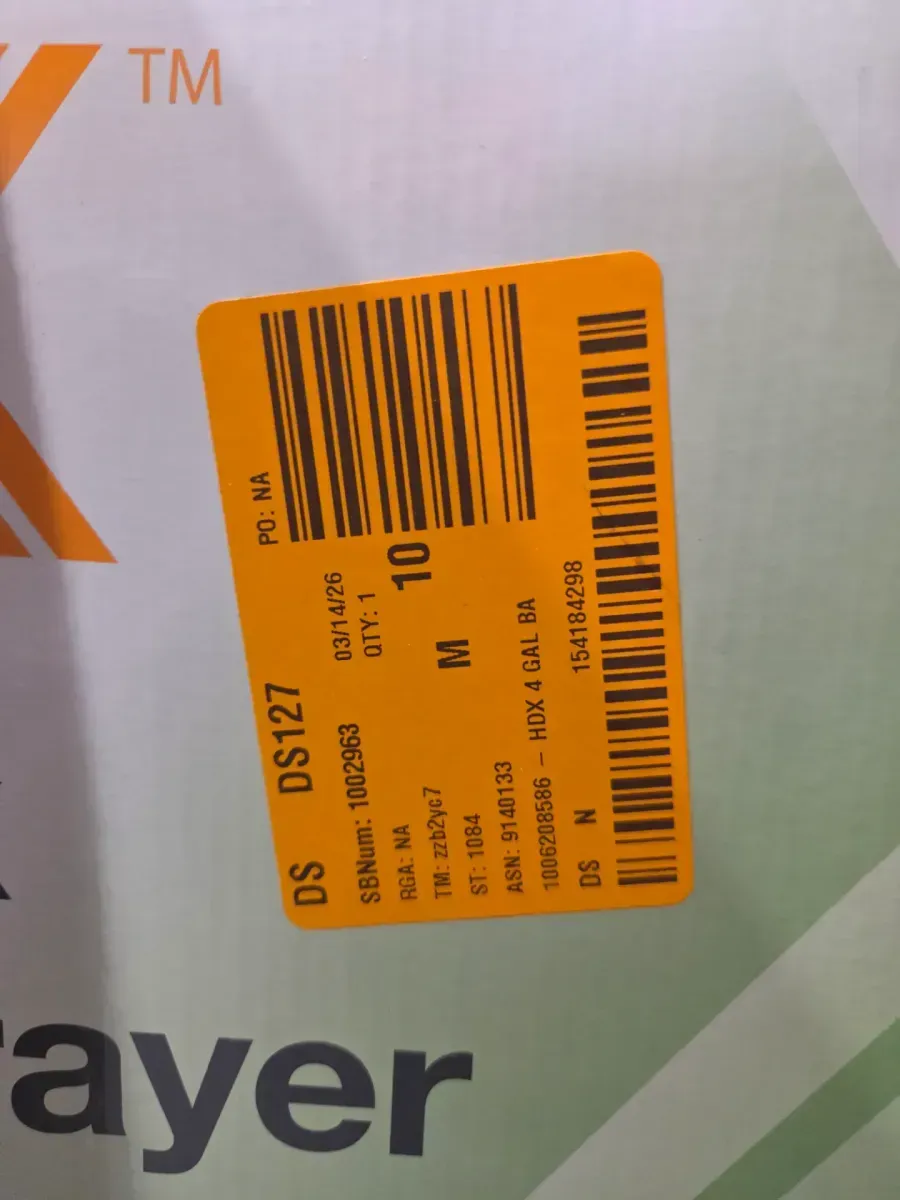 TM
DS DS127 PO: NA
SBNum: 1002963 03/14/26
RGA: NA QTY: 1
TM: zzb2yc7 10
ST: 1084 M
ASN: 9140133
1006208586 – HDX 4 GAL BA
DS N 154184298
ayer